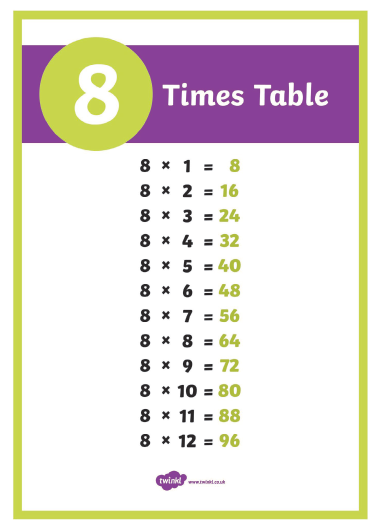 8 Times Table
8 × 1 = 8
8 × 2 = 16
8 × 3 = 24
8 × 4 = 32
8 × 5 = 40
8 × 6 = 48
8 × 7 = 56
8 × 8 = 64
8 × 9 = 72
8 × 10 = 80
8 × 11 = 88
8 × 12 = 96
twinkl www.twinkl.co.uk